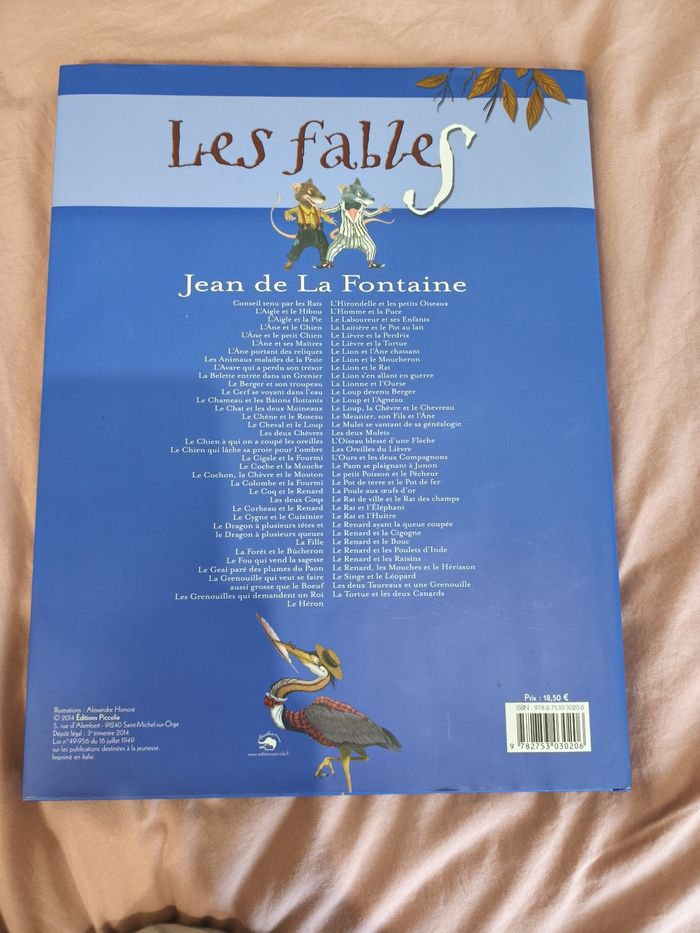 Les fables
Jean de La Fontaine
Conseil tenu par les Rats
L'Aigle et le Hibou
L'Aigle et la Pie
L'Âne et le Chien
L'Âne et le petit Chien
L'Âne et ses Maîtres
L'Âne portant des reliques
Les Animaux malades de la Peste
L'Avare qui a perdu son trésor
La Belette entrée dans un Grenier
Le Berger et son troupeau
Le Cerf se voyant dans l'eau
Le Chameau et les Bâtons flottants
Le Chat et les deux Moineaux
Le Chêne et le Roseau
Le Cheval et le Loup
Les deux Chèvres
Le Chien à qui on a coupé les oreilles
Le Chien qui lâche sa proie pour l'ombre
La Cigale et la Fourmi
Le Coche et la Mouche
Le Cochon, la Chèvre et le Mouton
La Colombe et la Fourmi
Le Coq et le Renard
Les deux Coqs
Le Corbeau et le Renard
Le Cygne et le Cuisinier
Le Dragon à plusieurs têtes et
le Dragon à plusieurs queues
La Fille
La Forêt et le Bûcheron
Le Fou qui vend la sagesse
Le Geai paré des plumes du Paon
La Grenouille qui veut se faire
aussi grosse que le Boeuf
Les Grenouilles qui demandent un Roi
Le Héron
L'Hirondelle et les petits Oiseaux
L'Homme et la Puce
Le Laboureur et ses Enfants
La Laitière et le Pot au lait
Le Lièvre et la Perdrix
Le Lièvre et la Tortue
Le Lion et l'Âne chassant
Le Lion et le Moucheron
Le Lion et le Rat
Le Lion s'en allant en guerre
La Lionne et l'Ourse
Le Loup devenu Berger
Le Loup et l'Agneau
Le Loup, la Chèvre et le Chevreau
Le Meunier, son Fils et l'Âne
Le Mulet se vantant de sa généalogie
Les deux Mulets
L'Oiseau blessé d'une Flèche
Les Oreilles du Lièvre
L'Ours et les deux Compagnons
Le Paon se plaignant à Junon
Le petit Poisson et le Pêcheur
Le Pot de terre et le Pot de fer
La Poule aux œufs d'or
Le Rat de ville et le Rat des champs
Le Rat et l'Éléphant
Le Rat et l'Huître
Le Renard ayant la queue coupée
Le Renard et la Cigogne
Le Renard et le Bouc
Le Renard et les Poulets d'Inde
Le Renard et les Raisins
Le Renard, les Mouches et le Hérisson
Le Singe et le Léopard
Les deux Taureaux et une Grenouille
La Tortue et les deux Canards
Illustrations : Alexandre Honoré
© 2014 Éditions Piccolia
5, rue d'Alembert - 91240 Saint-Michel-sur-Orge
Dépôt légal : 3e trimestre 2014
Loi n°49-956 du 16 juillet 1949
sur les publications destinées à la jeunesse.
Imprimé en Italie.
www.editionspiccolia.fr
Prix : 18,50 €
ISBN : 978-2-7530-3020-6
9 782753 030206